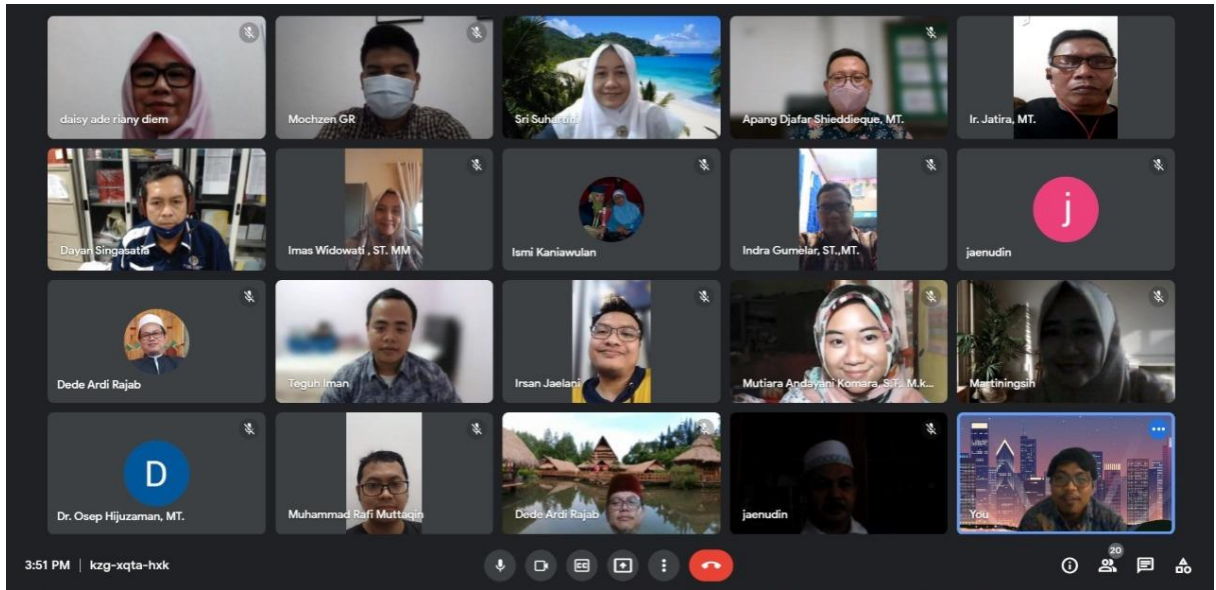 daisy ade riany diem
Mochzen GR
Sri Suhartini
Apang Djafar Shieddieque, MT.
Ir. Jatira, MT.
Dayan Singasatia
Imas Widowati , ST. MM
Ismi Kaniawulan
Indra Gumelar, ST.,MT.
j
jaenudin
Dede Ardi Rajab
Teguh Iman
Irsan Jaelani
Mutiara Andayani Komara, S.T., M.k...
Martiningsih
D
Dr. Osep Hijuzaman, MT.
Muhammad Rafi Muttaqin
Dede Ardi Rajab
jaenudin
You
3:51 PM | kzg-xqta-hxk
20